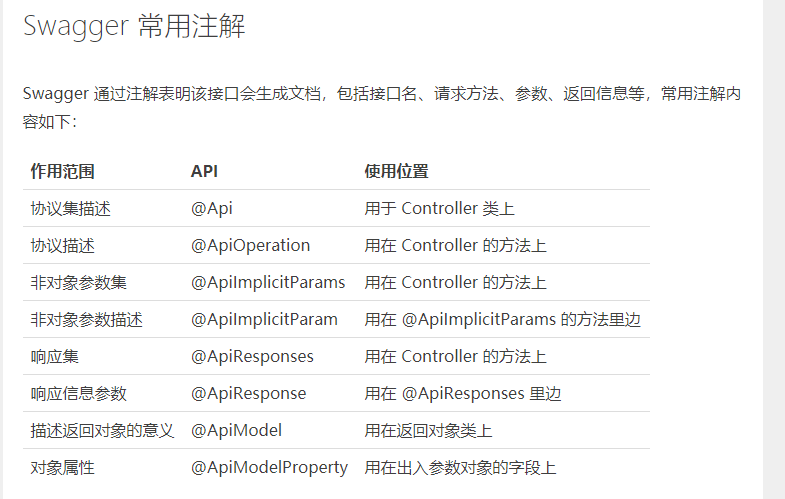 Swagger 常用注解
Swagger 通过注解表明该接口会生成文档，包括接口名、请求方法、参数、返回信息等，常用注解内
容如下：
作用范围 API 使用位置
协议集描述 @Api 用于 Controller 类上
协议描述 @ApiOperation 用在 Controller 的方法上
非对象参数集 @ApiImplicitParams 用在 Controller 的方法上
非对象参数描述 @ApiImplicitParam 用在 @ApiImplicitParams 的方法里边
响应集 @ApiResponses 用在 Controller 的方法上
响应信息参数 @ApiResponse 用在 @ApiResponses 里边
描述返回对象的意义 @ApiModel 用在返回对象类上
对象属性 @ApiModelProperty 用在出入参数对象的字段上